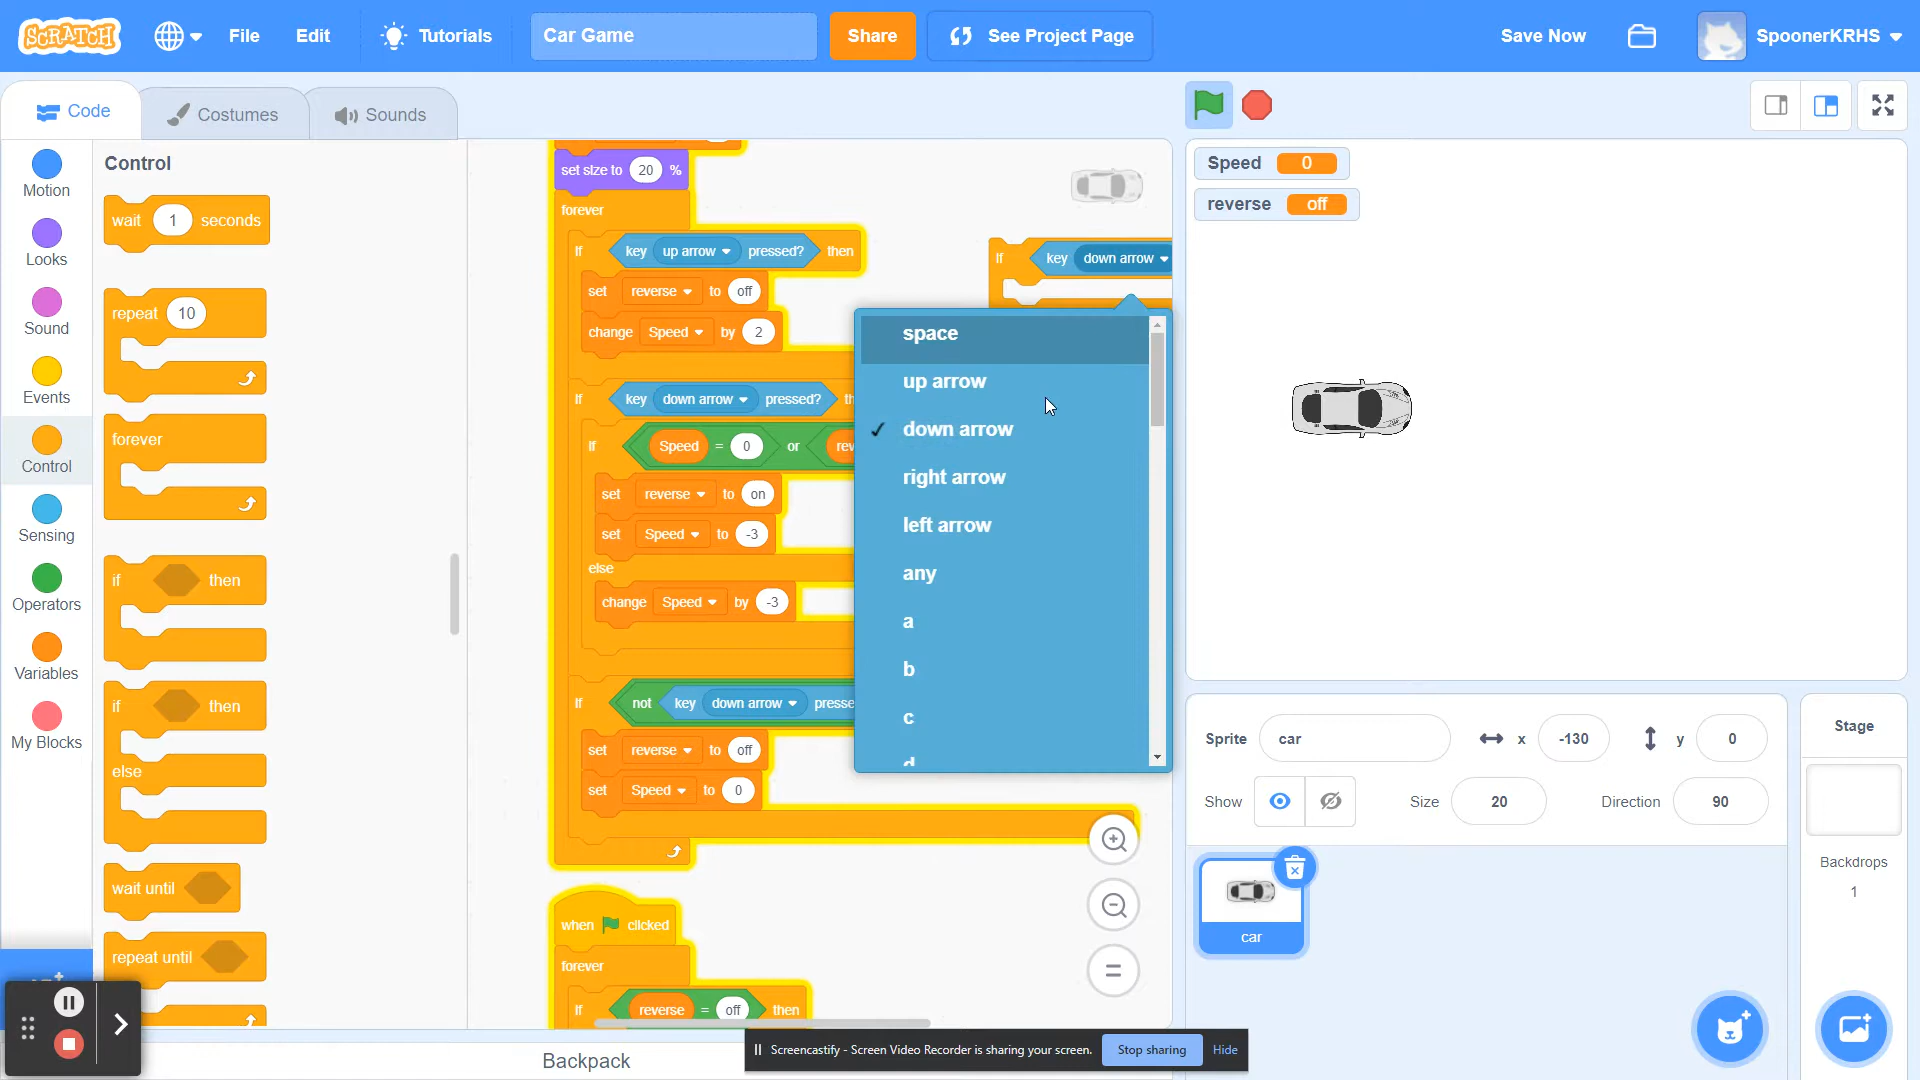 SCRATCH
File
Edit
Tutorials
Car Game
Share
See Project Page
Save Now
SpoonerKRHS
Code
Costumes
Sounds
Motion
Looks
Sound
Events
Control
Sensing
Operators
Variables
My Blocks
Control
wait 1 seconds
repeat 10
forever
if then
if then
else
wait until
repeat until
set size to 20 %
forever
if key up arrow pressed? then
set reverse to off
change Speed by 2
if key down arrow pressed? th
if Speed = 0 or rev
set reverse to on
set Speed to -3
else
change Speed by -3
if not key down arrow presse
set reverse to off
set Speed to 0
when clicked
forever
if reverse = off then
if key down arrow
space
up arrow
✓ down arrow
right arrow
left arrow
any
a
b
c
d
Speed 0
reverse off
Sprite car x -130 y 0
Show Size 20 Direction 90
car
Stage
Backdrops
1
Backpack
Screencastify - Screen Video Recorder is sharing your screen. Stop sharing Hide